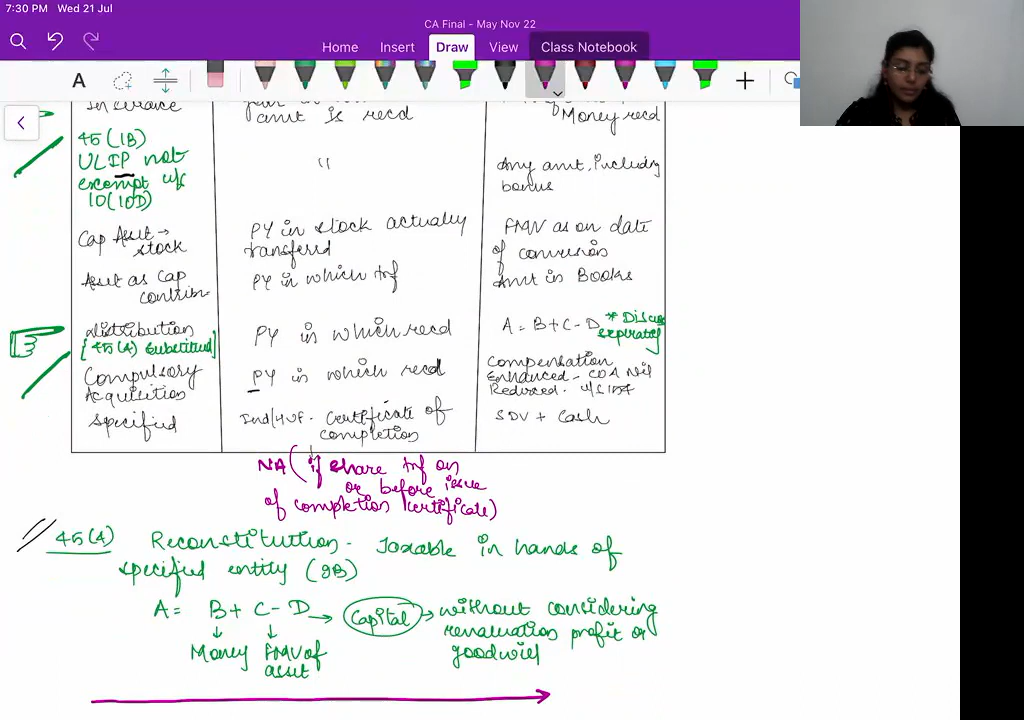 7:30 PM Wed 21 Jul
CA Final - May Nov 22
Home Insert Draw View Class Notebook
A
Insurance
amt is recd
Money recd
45 (1B)
ULIP not
exempt u/s
10(10D)
"
Any amt, including
bonus
Cap Asset →
stock
PY in stock actually
transferred
FMV as on date
of conversion
Asset as Cap
contribn
PY in which trf
Amt in Books
Distribution
[45(4) Substituted]
PY in which recd
A = B + C - D * Discuss
seprately
Compulsory
Acquisition
PY in which recd
Compensation
Enhanced - COA Nil
Reduced - u/s 154
Specified
Ind/HUF - Certificate of
completion
SDV + Cash
NA ( if share trf on
or before issue
of completion certificate)
45(4) Reconstitution - Taxable in hands of
specified entity (9B)
A = B + C - D → Capital → without considering
revaluation profit or
goodwill
↓ ↓
Money FMV of
asset